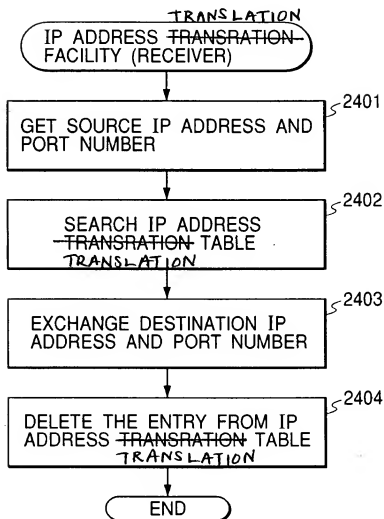 TRANSLATION
IP ADDRESS TRANSRATION
FACILITY (RECEIVER)
2401
GET SOURCE IP ADDRESS AND
PORT NUMBER
2402
SEARCH IP ADDRESS
TRANSRATION TABLE
TRANSLATION
2403
EXCHANGE DESTINATION IP
ADDRESS AND PORT NUMBER
2404
DELETE THE ENTRY FROM IP
ADDRESS TRANSRATION TABLE
TRANSLATION
END